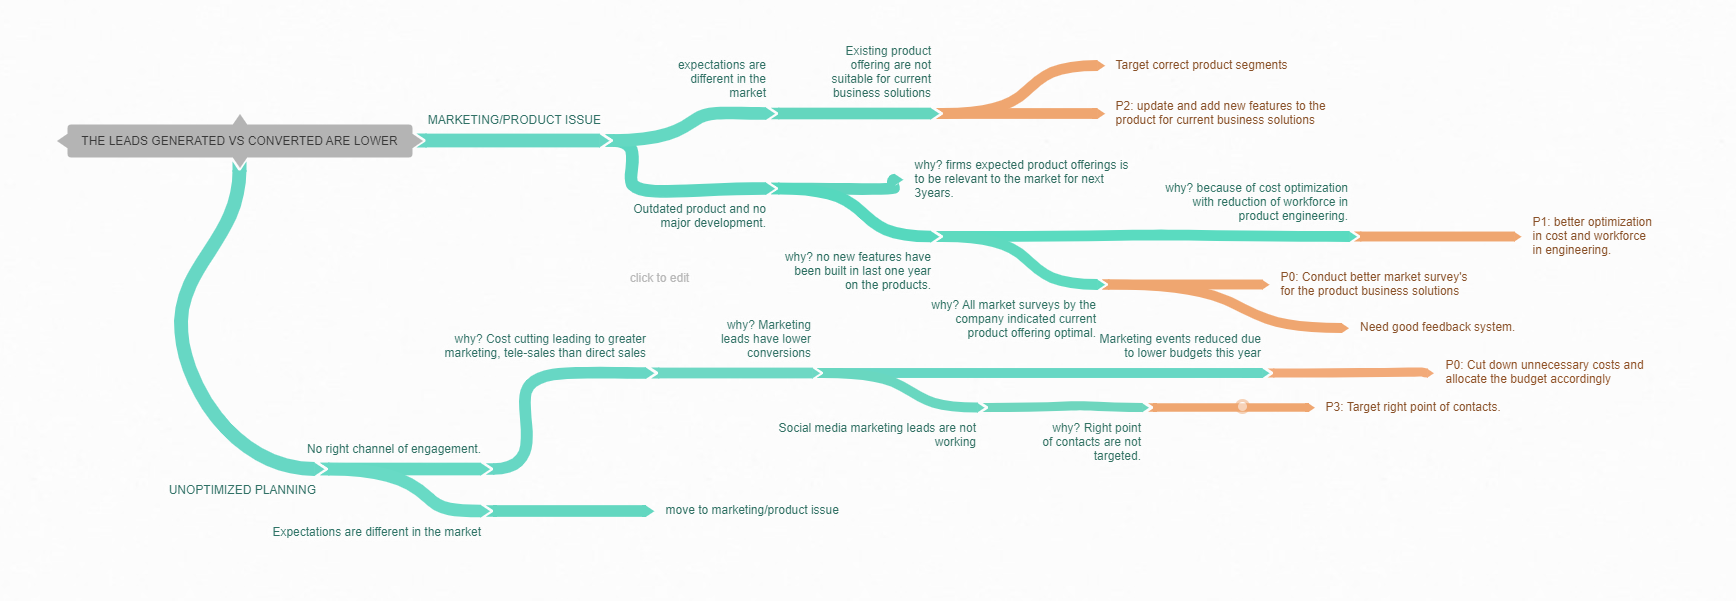 Existing product
offering are not
suitable for current
business solutions
expectations are
different in the
market
Target correct product segments
P2: update and add new features to the
product for current business solutions
MARKETING/PRODUCT ISSUE
THE LEADS GENERATED VS CONVERTED ARE LOWER
why? firms expected product offerings is
to be relevant to the market for next
3years.
why? because of cost optimization
with reduction of workforce in
product engineering.
Outdated product and no
major development.
P1: better optimization
in cost and workforce
in engineering.
why? no new features have
been built in last one year
on the products.
click to edit
P0: Conduct better market survey's
for the product business solutions
why? All market surveys by the
company indicated current
product offering optimal.
Need good feedback system.
why? Cost cutting leading to greater
marketing, tele-sales than direct sales
why? Marketing
leads have lower
conversions
Marketing events reduced due
to lower budgets this year
P0: Cut down unnecessary costs and
allocate the budget accordingly
P3: Target right point of contacts.
Social media marketing leads are not
working
why? Right point
of contacts are not
targeted.
No right channel of engagement.
UNOPTIMIZED PLANNING
move to marketing/product issue
Expectations are different in the market